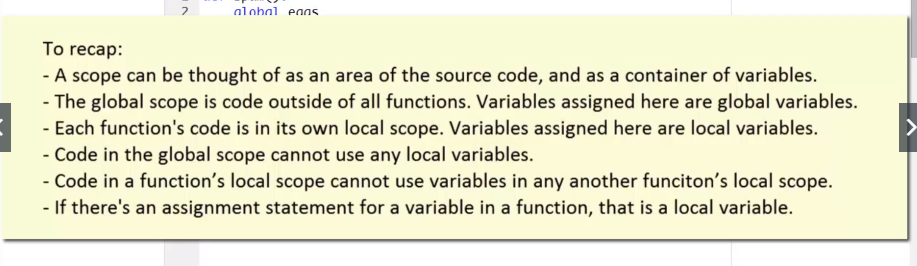 2 global eggs
To recap:
- A scope can be thought of as an area of the source code, and as a container of variables.
- The global scope is code outside of all functions. Variables assigned here are global variables.
- Each function's code is in its own local scope. Variables assigned here are local variables.
- Code in the global scope cannot use any local variables.
- Code in a function’s local scope cannot use variables in any another funciton’s local scope.
- If there's an assignment statement for a variable in a function, that is a local variable.